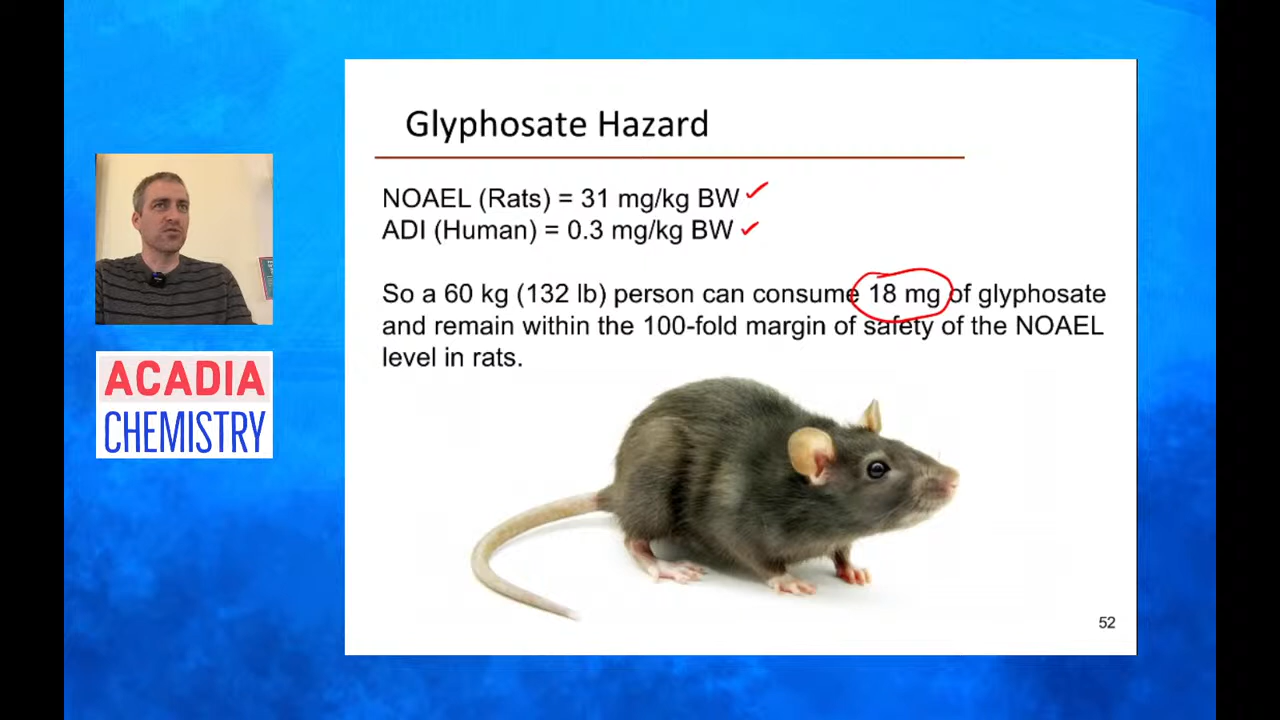 Glyphosate Hazard
NOAEL (Rats) = 31 mg/kg BW
ADI (Human) = 0.3 mg/kg BW
So a 60 kg (132 lb) person can consume 18 mg of glyphosate
and remain within the 100-fold margin of safety of the NOAEL
level in rats.
ACADIA
CHEMISTRY
52